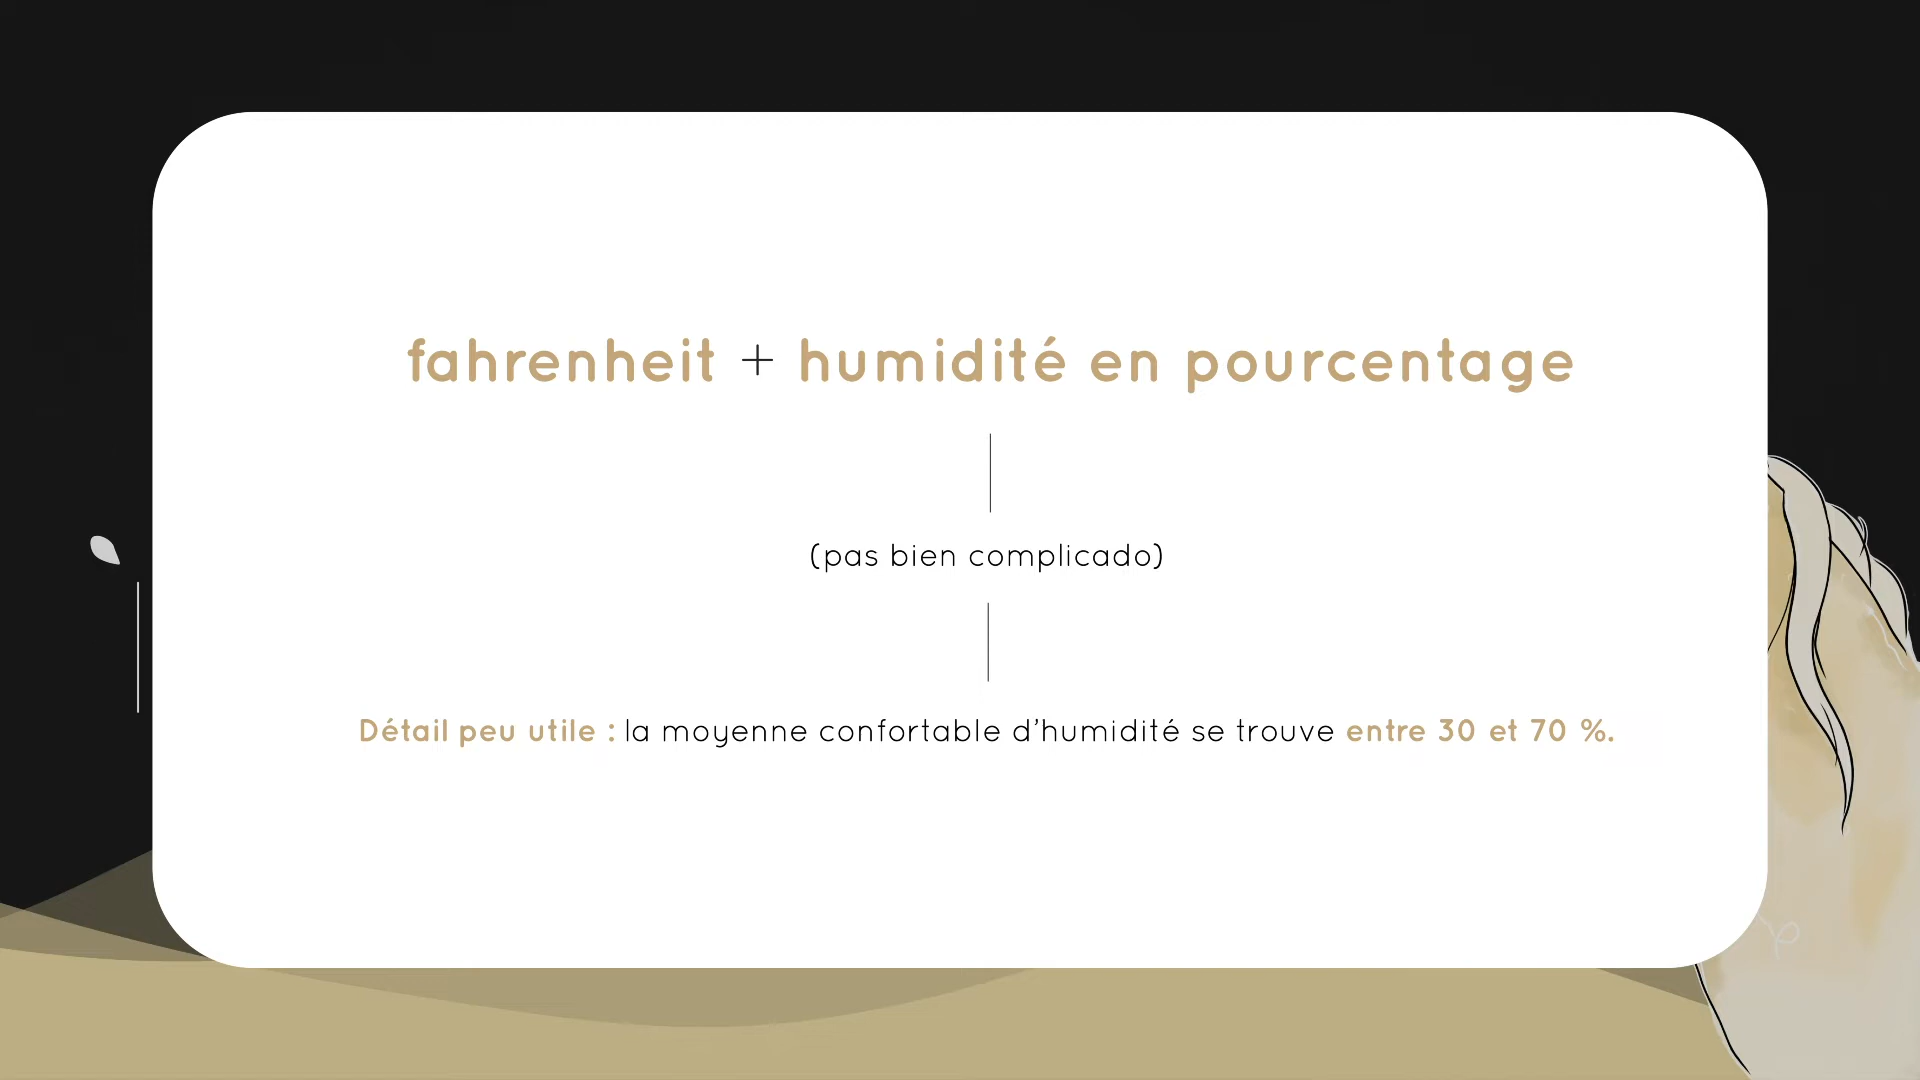 fahrenheit + humidité en pourcentage
(pas bien complicado)
Détail peu utile : la moyenne confortable d’humidité se trouve entre 30 et 70 %.